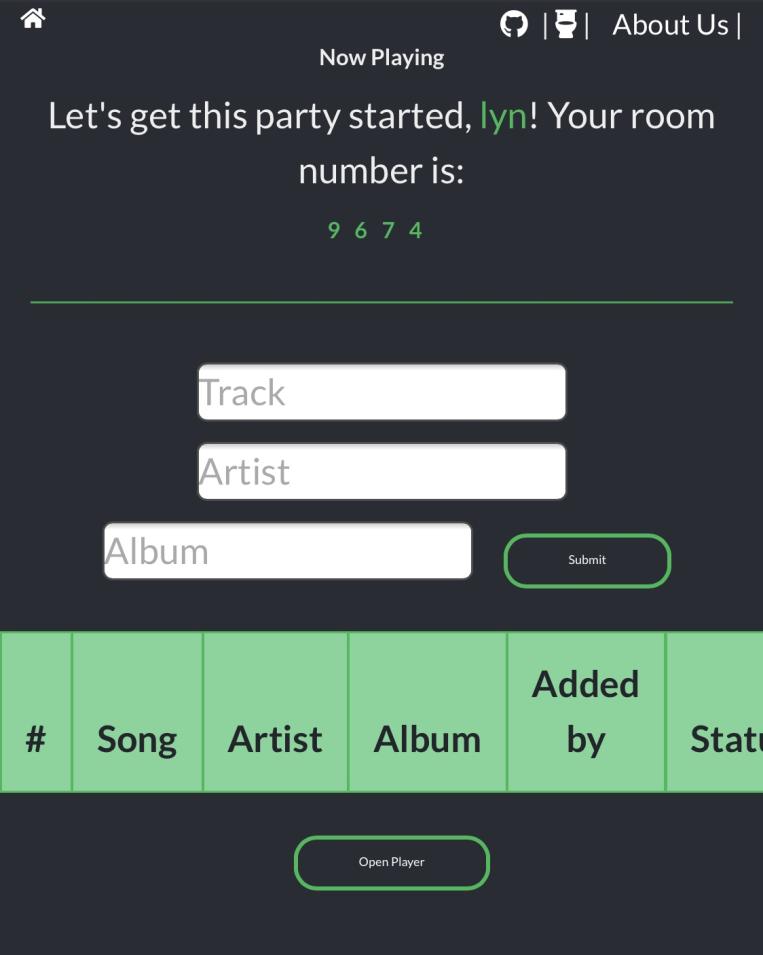 | | About Us |
Now Playing
Let's get this party started, lyn! Your room
number is:
9 6 7 4
Track
Artist
Album
Submit
# Song Artist Album Added by Statu
Open Player